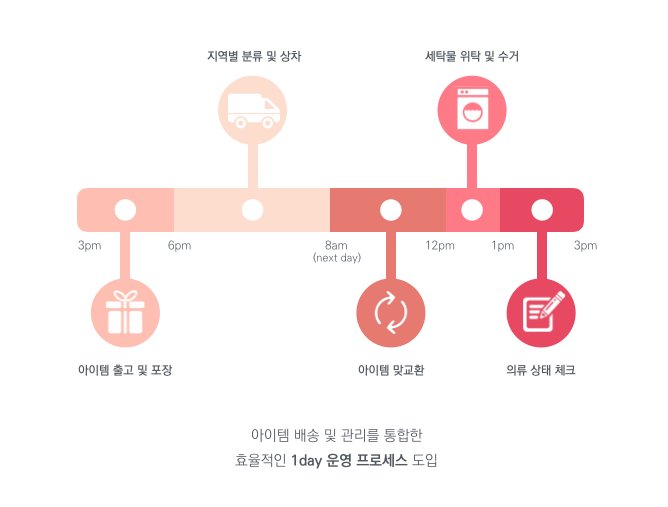 지역별 분류 및 상차
세탁물 위탁 및 수거
3pm
6pm
8am
(next day)
12pm
1pm
3pm
아이템 출고 및 포장
아이템 맞교환
의류 상태 체크
아이템 배송 및 관리를 통합한
효율적인 1day 운영 프로세스 도입